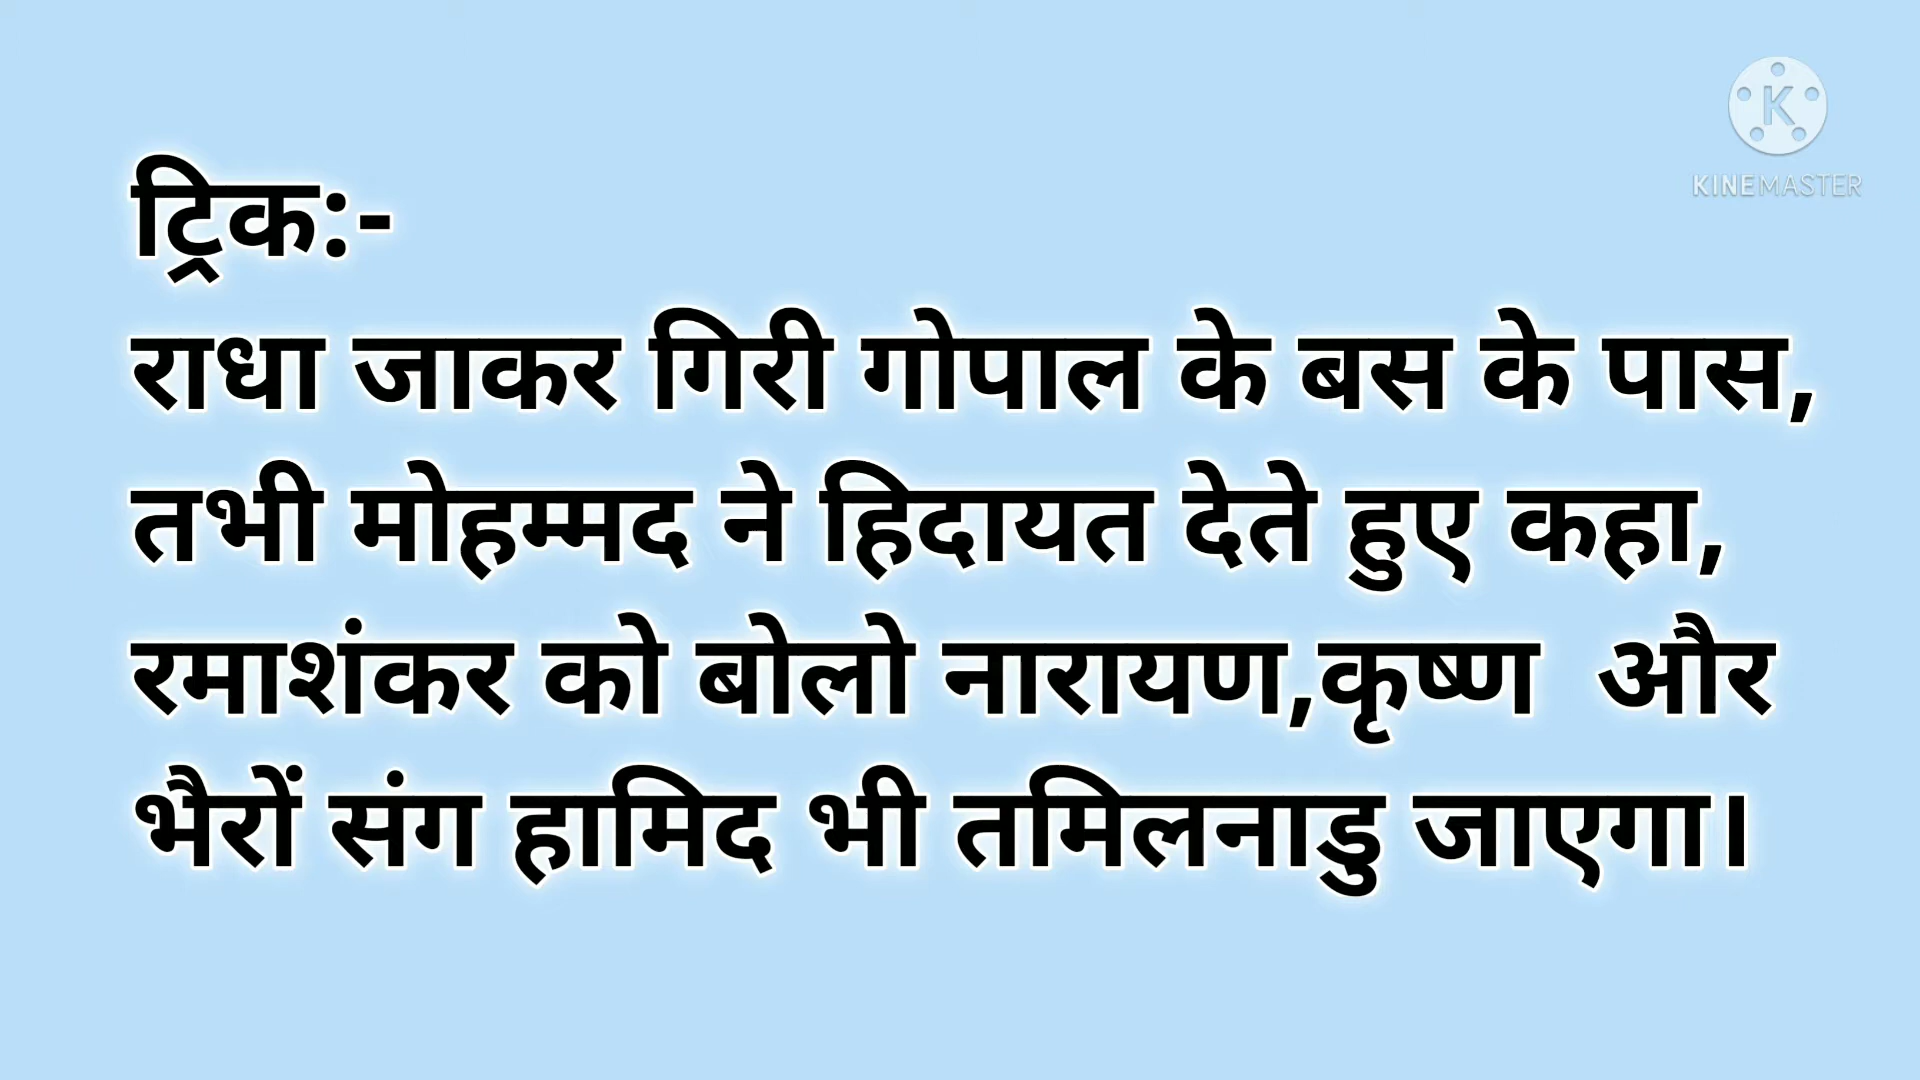 KINEMASTER
ट्रिक:-
राधा जाकर गिरी गोपाल के बस के पास,
तभी मोहम्मद ने हिदायत देते हुए कहा,
रमाशंकर को बोलो नारायण,कृष्ण और
भैरों संग हामिद भी तमिलनाडु जाएगा।